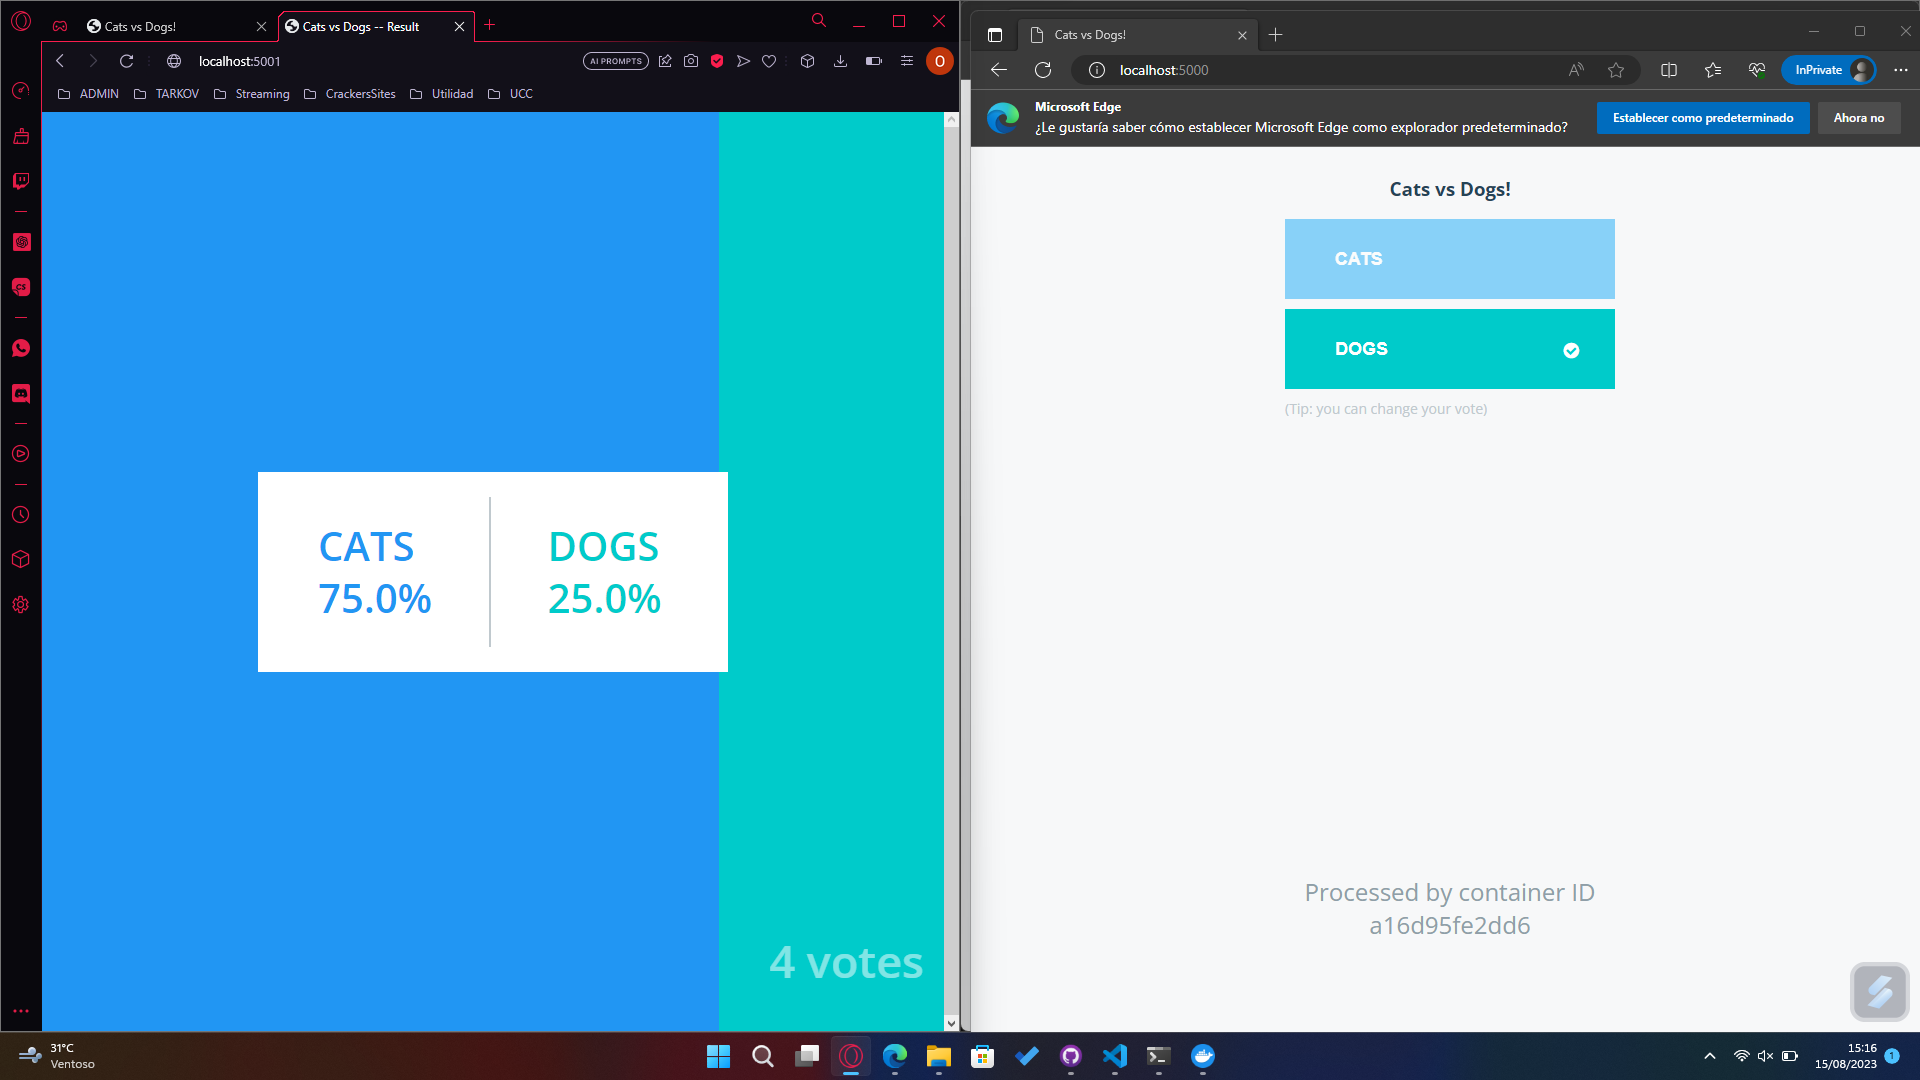 Cats vs Dogs!
Cats vs Dogs -- Result
localhost:5001
AI PROMPTS
O
ADMIN
TARKOV
Streaming
CrackersSites
Utilidad
UCC
CATS
75.0%
DOGS
25.0%
4 votes
Cats vs Dogs!
localhost:5000
InPrivate
Microsoft Edge
¿Le gustaría saber cómo establecer Microsoft Edge como explorador predeterminado?
Establecer como predeterminado
Ahora no
Cats vs Dogs!
CATS
DOGS
(Tip: you can change your vote)
Processed by container ID
a16d95fe2dd6
31°C
Ventoso
15:16
15/08/2023
1